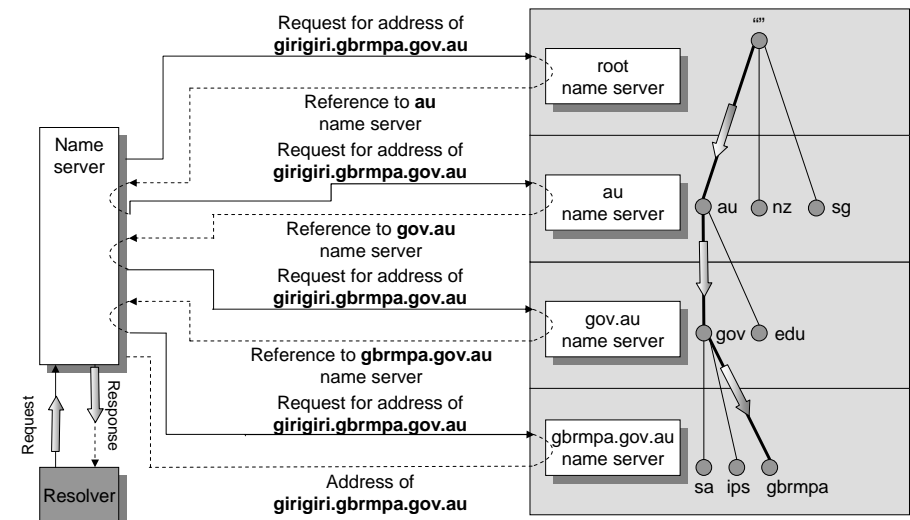 Request for address of
girigiri.gbrmpa.gov.au
“”
root
name server
Reference to au
name server
Name
server
Request for address of
girigiri.gbrmpa.gov.au
au
name server
au
nz
sg
Reference to gov.au
name server
Request for address of
girigiri.gbrmpa.gov.au
gov.au
name server
gov
edu
Reference to gbrmpa.gov.au
name server
Request
Response
Request for address of
girigiri.gbrmpa.gov.au
gbrmpa.gov.au
name server
sa
ips
gbrmpa
Resolver
Address of
girigiri.gbrmpa.gov.au